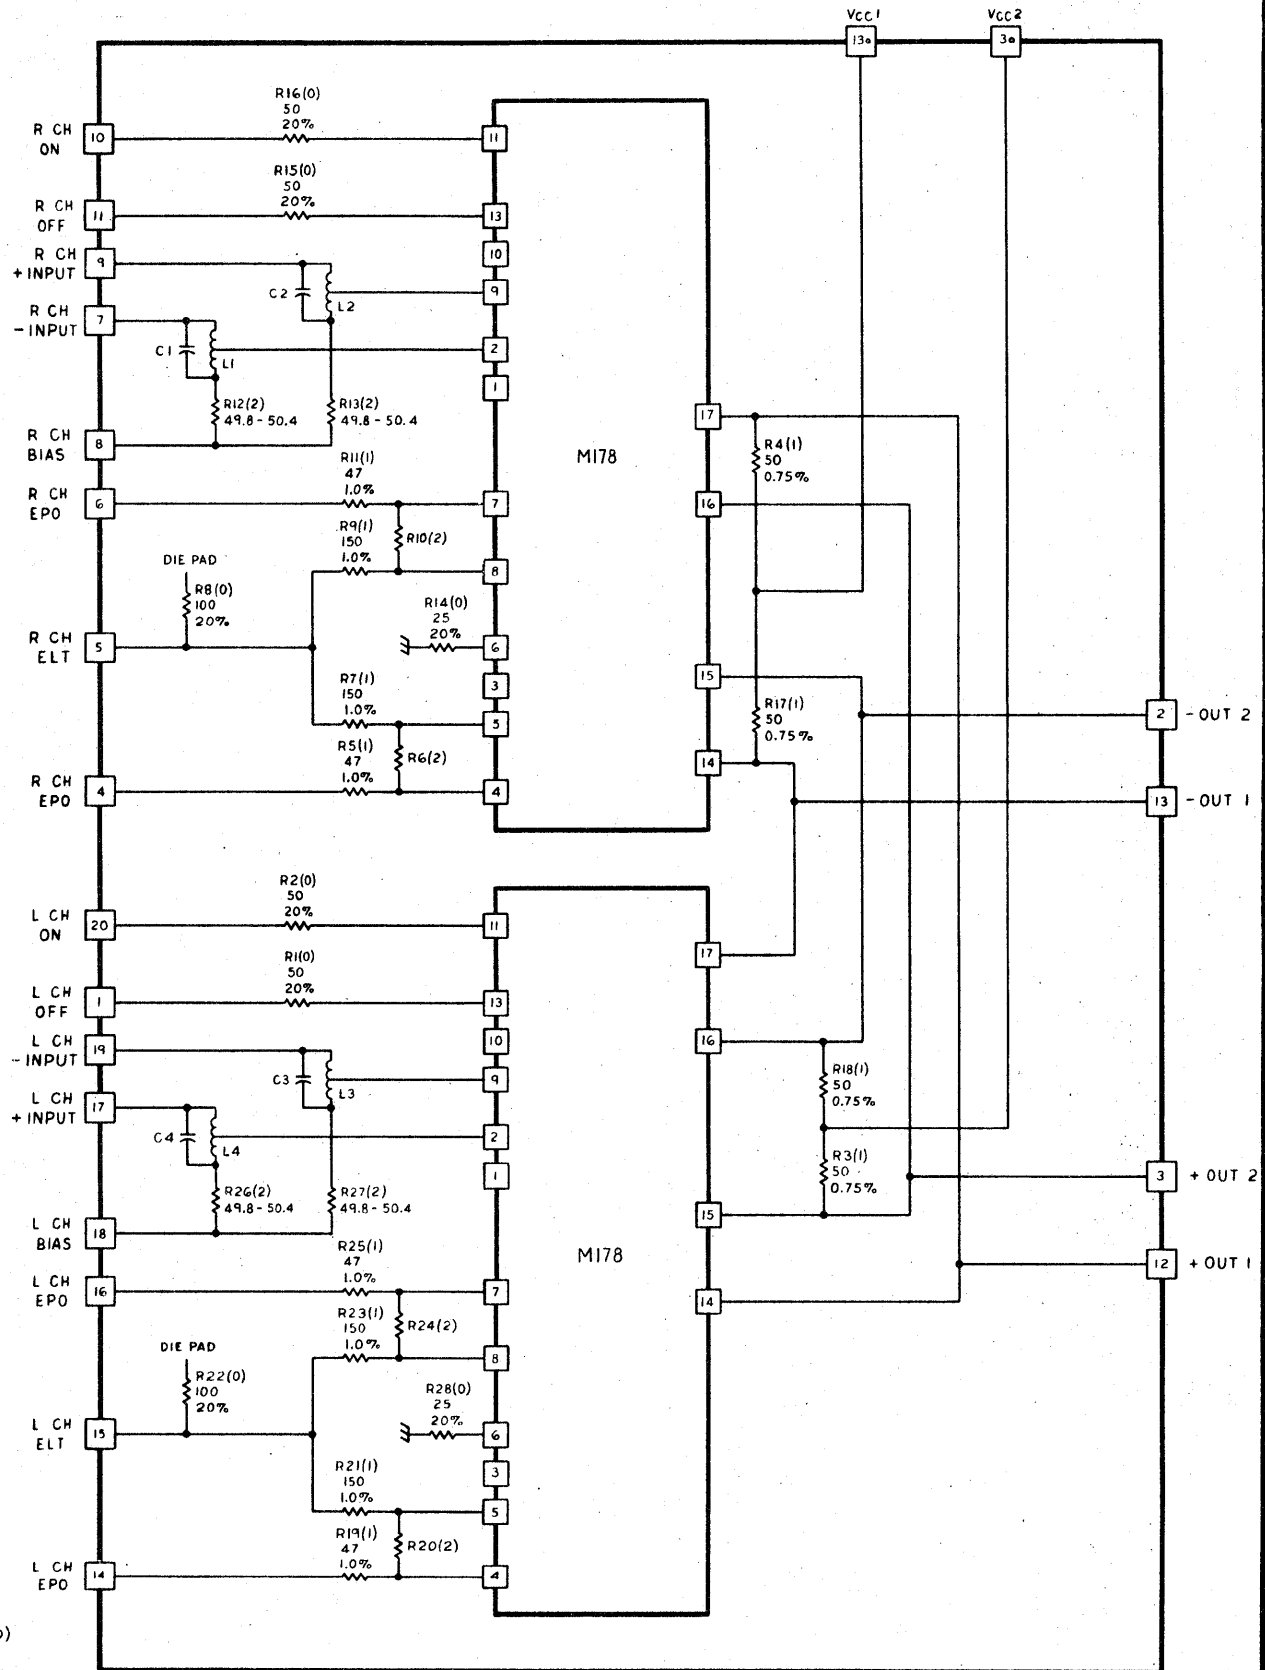 VCC1
VCC2
13a
3a
R CH
ON
10
R16(0)
50
20%
11
R CH
OFF
11
R15(0)
50
20%
13
10
R CH
+INPUT
9
C2
L2
9
R CH
-INPUT
7
C1
L1
2
1
R12(2)
49.8-50.4
R13(2)
49.8-50.4
R CH
BIAS
8
R CH
EPO
6
R11(1)
47
1.0%
7
R9(1)
150
1.0%
R10(2)
8
DIE PAD
R8(0)
100
20%
R CH
ELT
5
R14(0)
25
20%
6
3
R7(1)
150
1.0%
5
R5(1)
47
1.0%
R6(2)
R CH
EPO
4
4
M178
17
R4(1)
50
0.75%
16
15
R17(1)
50
0.75%
14
2
-OUT 2
13
-OUT 1
L CH
ON
20
R2(0)
50
20%
11
L CH
OFF
1
R1(0)
50
20%
13
10
L CH
-INPUT
19
C3
L3
9
L CH
+INPUT
17
C4
L4
2
1
R26(2)
49.8-50.4
R27(2)
49.8-50.4
L CH
BIAS
18
L CH
EPO
16
R25(1)
47
1.0%
7
R23(1)
150
1.0%
R24(2)
8
DIE PAD
R22(0)
100
20%
L CH
ELT
15
R28(0)
25
20%
6
3
R21(1)
150
1.0%
5
R19(1)
47
1.0%
R20(2)
L CH
EPO
14
4
M178
17
16
R18(1)
50
0.75%
R3(1)
50
0.75%
15
14
3
+OUT 2
12
+OUT 1